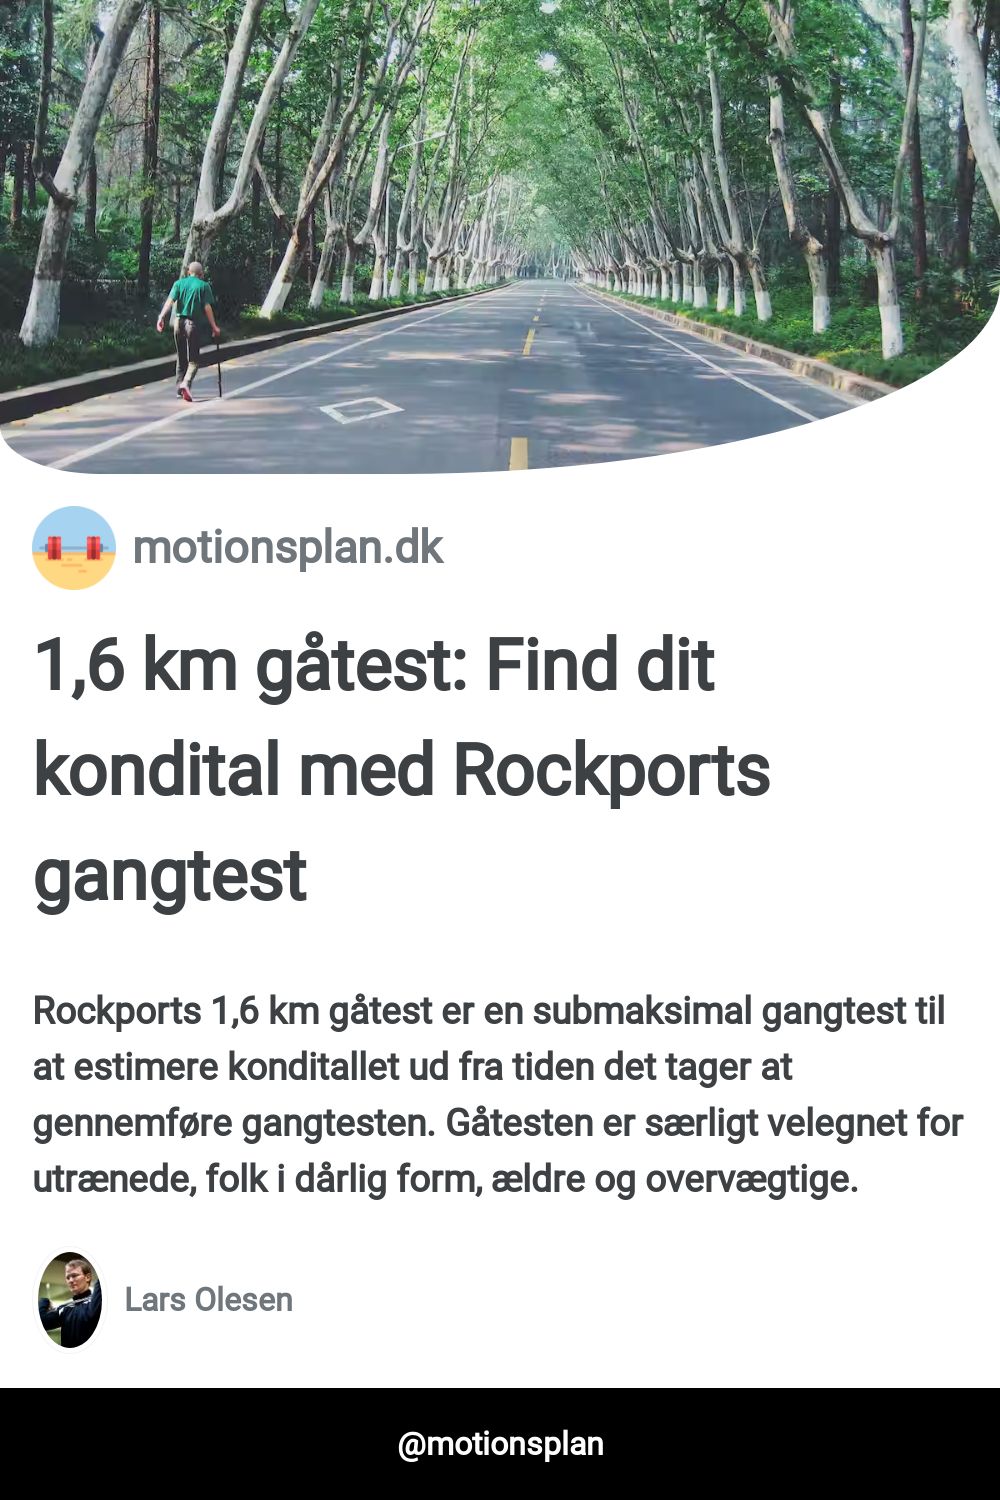 motionsplan.dk
1,6 km gåtest: Find dit
kondital med Rockports
gangtest
Rockports 1,6 km gåtest er en submaksimal gangtest til
at estimere konditallet ud fra tiden det tager at
gennemføre gangtesten. Gåtesten er særligt velegnet for
utrænede, folk i dårlig form, ældre og overvægtige.
Lars Olesen
@motionsplan